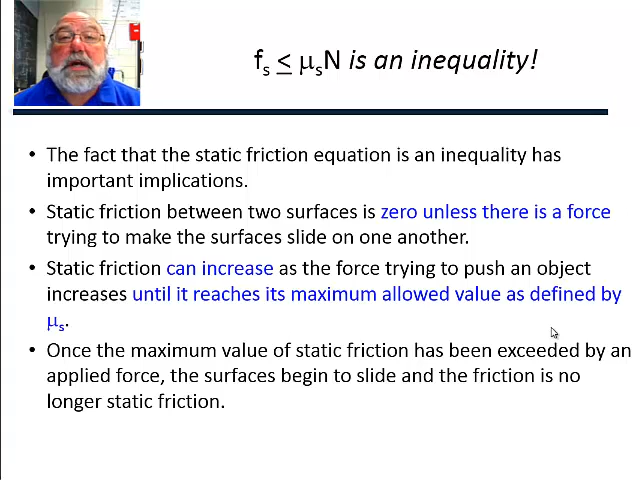 fs ≤ μsN is an inequality!
• The fact that the static friction equation is an inequality has
important implications.
• Static friction between two surfaces is zero unless there is a force
trying to make the surfaces slide on one another.
• Static friction can increase as the force trying to push an object
increases until it reaches its maximum allowed value as defined by
μs.
• Once the maximum value of static friction has been exceeded by an
applied force, the surfaces begin to slide and the friction is no
longer static friction.